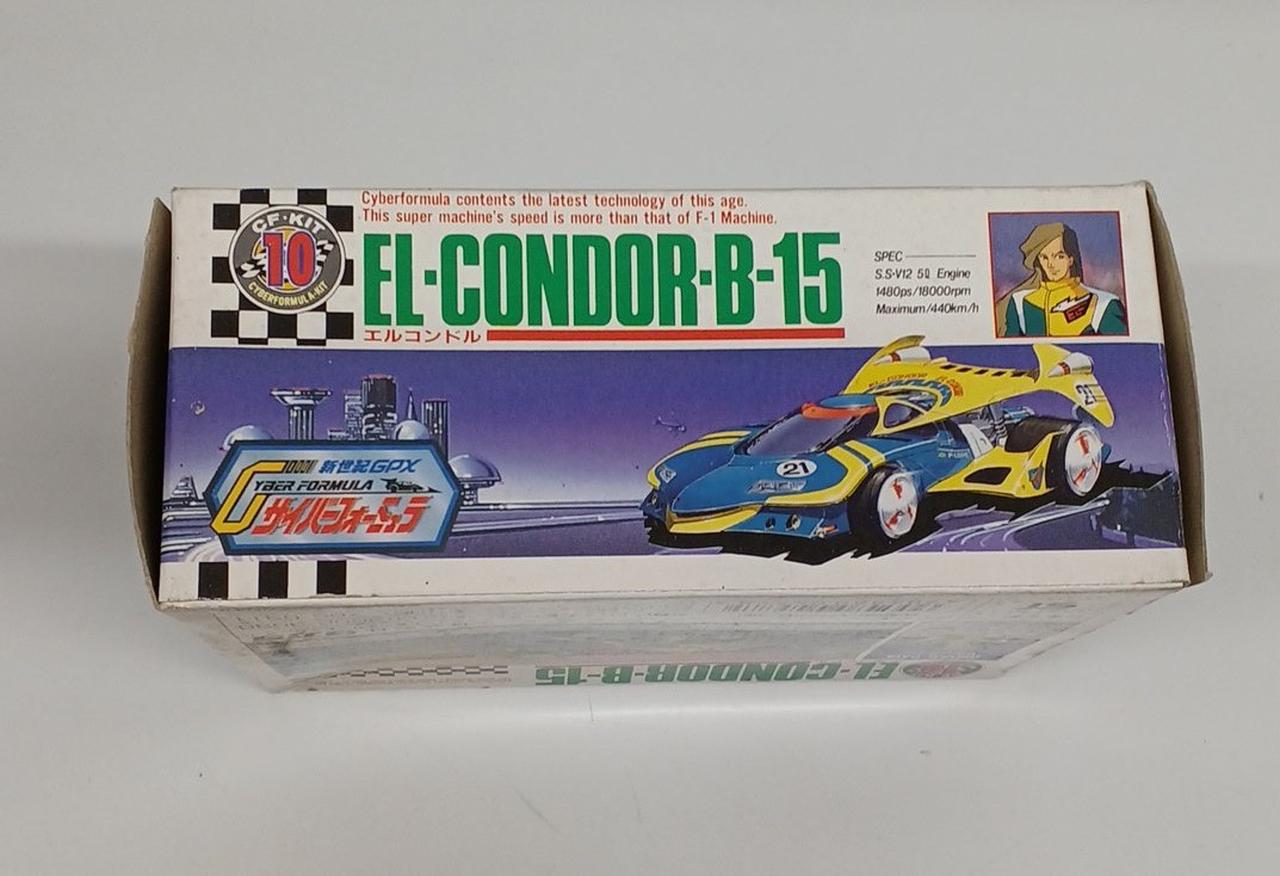 Cyberformula contents the latest technology of this age.
This super machine's speed is more than that of F-1 Machine.
CF·KIT
10
CYBERFORMULA·KIT
EL·CONDOR·B-15
エルコンドル
SPEC
S.S-V12 5ℓ Engine
1480ps/18000rpm
Maximum/440km/h
新世紀GPX
CYBER FORMULA
サイバーフォーミュラ
21
21
EL·CONDOR·B-15